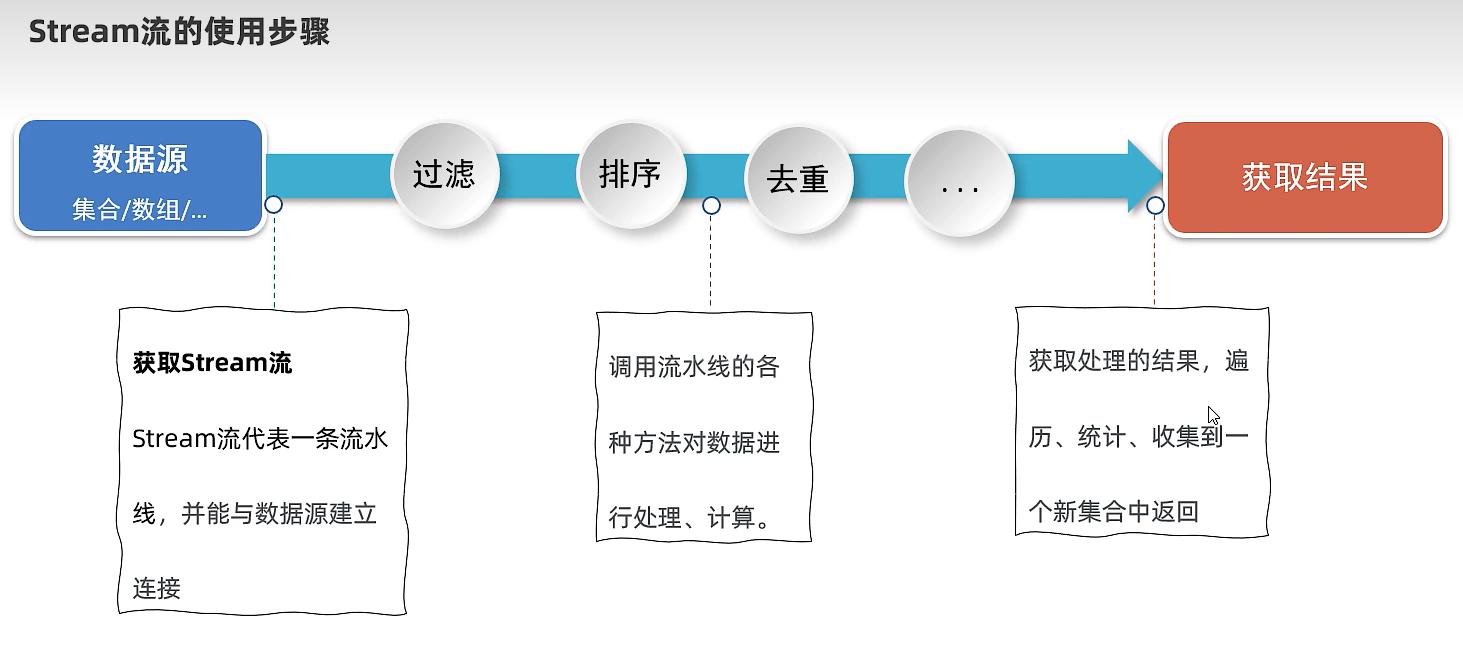 Stream流的使用步骤
数据源
集合/数组/...
过滤
排序
去重
...
获取结果
获取Stream流
Stream流代表一条流水
线，并能与数据源建立
连接
调用流水线的各
种方法对数据进
行处理、计算。
获取处理的结果，遍
历、统计、收集到一
个新集合中返回